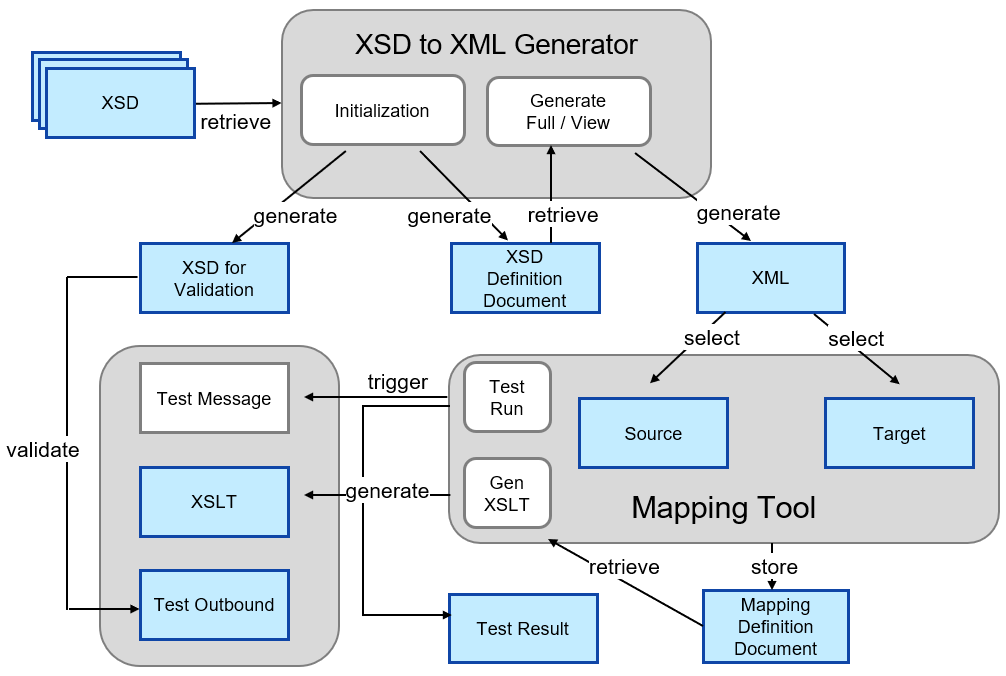 XSD to XML Generator
XSD
Initialization
Generate
Full / View
retrieve
generate
generate
retrieve
generate
XSD for
Validation
XSD
Definition
Document
XML
select
select
Test Message
trigger
Test
Run
Source
Target
validate
XSLT
generate
Gen
XSLT
Mapping Tool
retrieve
store
Test Outbound
Test Result
Mapping
Definition
Document